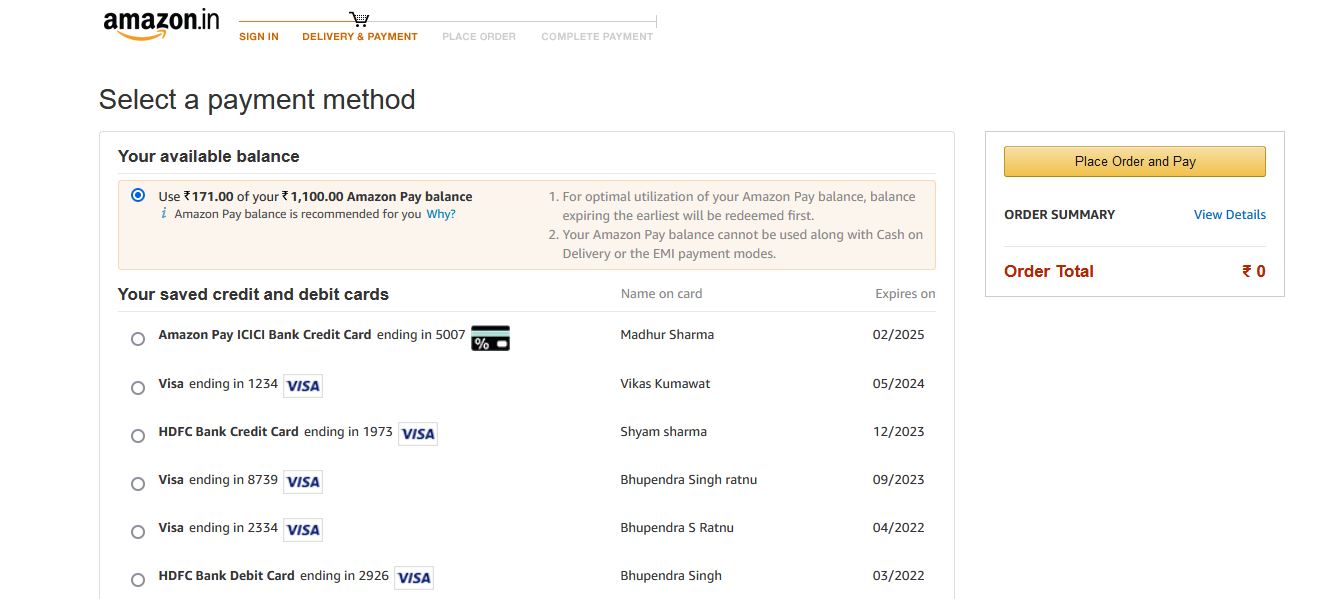 amazon.in
SIGN IN DELIVERY & PAYMENT PLACE ORDER COMPLETE PAYMENT
Select a payment method
Your available balance
Use ₹171.00 of your ₹1,100.00 Amazon Pay balance
i Amazon Pay balance is recommended for you Why?
1. For optimal utilization of your Amazon Pay balance, balance
expiring the earliest will be redeemed first.
2. Your Amazon Pay balance cannot be used along with Cash on
Delivery or the EMI payment modes.
Your saved credit and debit cards Name on card Expires on
Amazon Pay ICICI Bank Credit Card ending in 5007 % Madhur Sharma 02/2025
Visa ending in 1234 VISA Vikas Kumawat 05/2024
HDFC Bank Credit Card ending in 1973 VISA Shyam sharma 12/2023
Visa ending in 8739 VISA Bhupendra Singh ratnu 09/2023
Visa ending in 2334 VISA Bhupendra S Ratnu 04/2022
HDFC Bank Debit Card ending in 2926 VISA Bhupendra Singh 03/2022
Place Order and Pay
ORDER SUMMARY View Details
Order Total ₹ 0